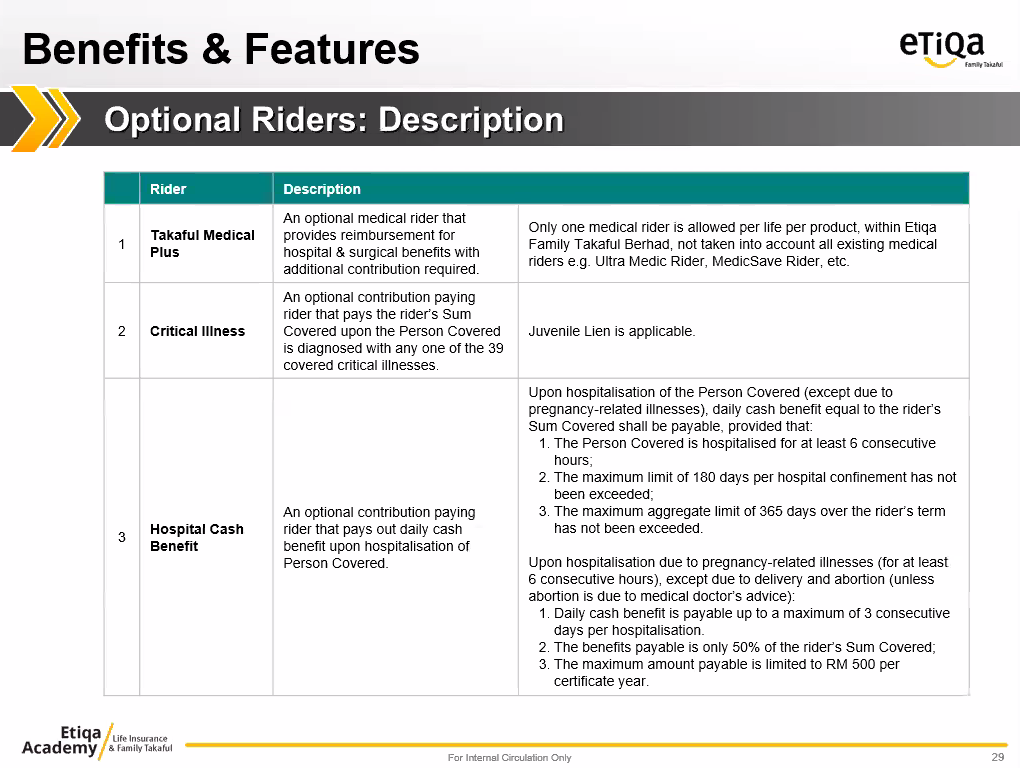 Benefits & Features
eTiQa
Family Takaful
Optional Riders: Description
Rider
Description
1
Takaful Medical
Plus
An optional medical rider that
provides reimbursement for
hospital & surgical benefits with
additional contribution required.
Only one medical rider is allowed per life per product, within Etiqa
Family Takaful Berhad, not taken into account all existing medical
riders e.g. Ultra Medic Rider, MedicSave Rider, etc.
2
Critical Illness
An optional contribution paying
rider that pays the rider's Sum
Covered upon the Person Covered
is diagnosed with any one of the 39
covered critical illnesses.
Juvenile Lien is applicable.
3
Hospital Cash
Benefit
An optional contribution paying
rider that pays out daily cash
benefit upon hospitalisation of
Person Covered.
Upon hospitalisation of the Person Covered (except due to
pregnancy-related illnesses), daily cash benefit equal to the rider's
Sum Covered shall be payable, provided that:
1. The Person Covered is hospitalised for at least 6 consecutive
hours;
2. The maximum limit of 180 days per hospital confinement has not
been exceeded;
3. The maximum aggregate limit of 365 days over the rider's term
has not been exceeded.
Upon hospitalisation due to pregnancy-related illnesses (for at least
6 consecutive hours), except due to delivery and abortion (unless
abortion is due to medical doctor's advice):
1. Daily cash benefit is payable up to a maximum of 3 consecutive
days per hospitalisation.
2. The benefits payable is only 50% of the rider's Sum Covered;
3. The maximum amount payable is limited to RM 500 per
certificate year.
Etiqa
Academy
Life Insurance
& Family Takaful
For Internal Circulation Only
29